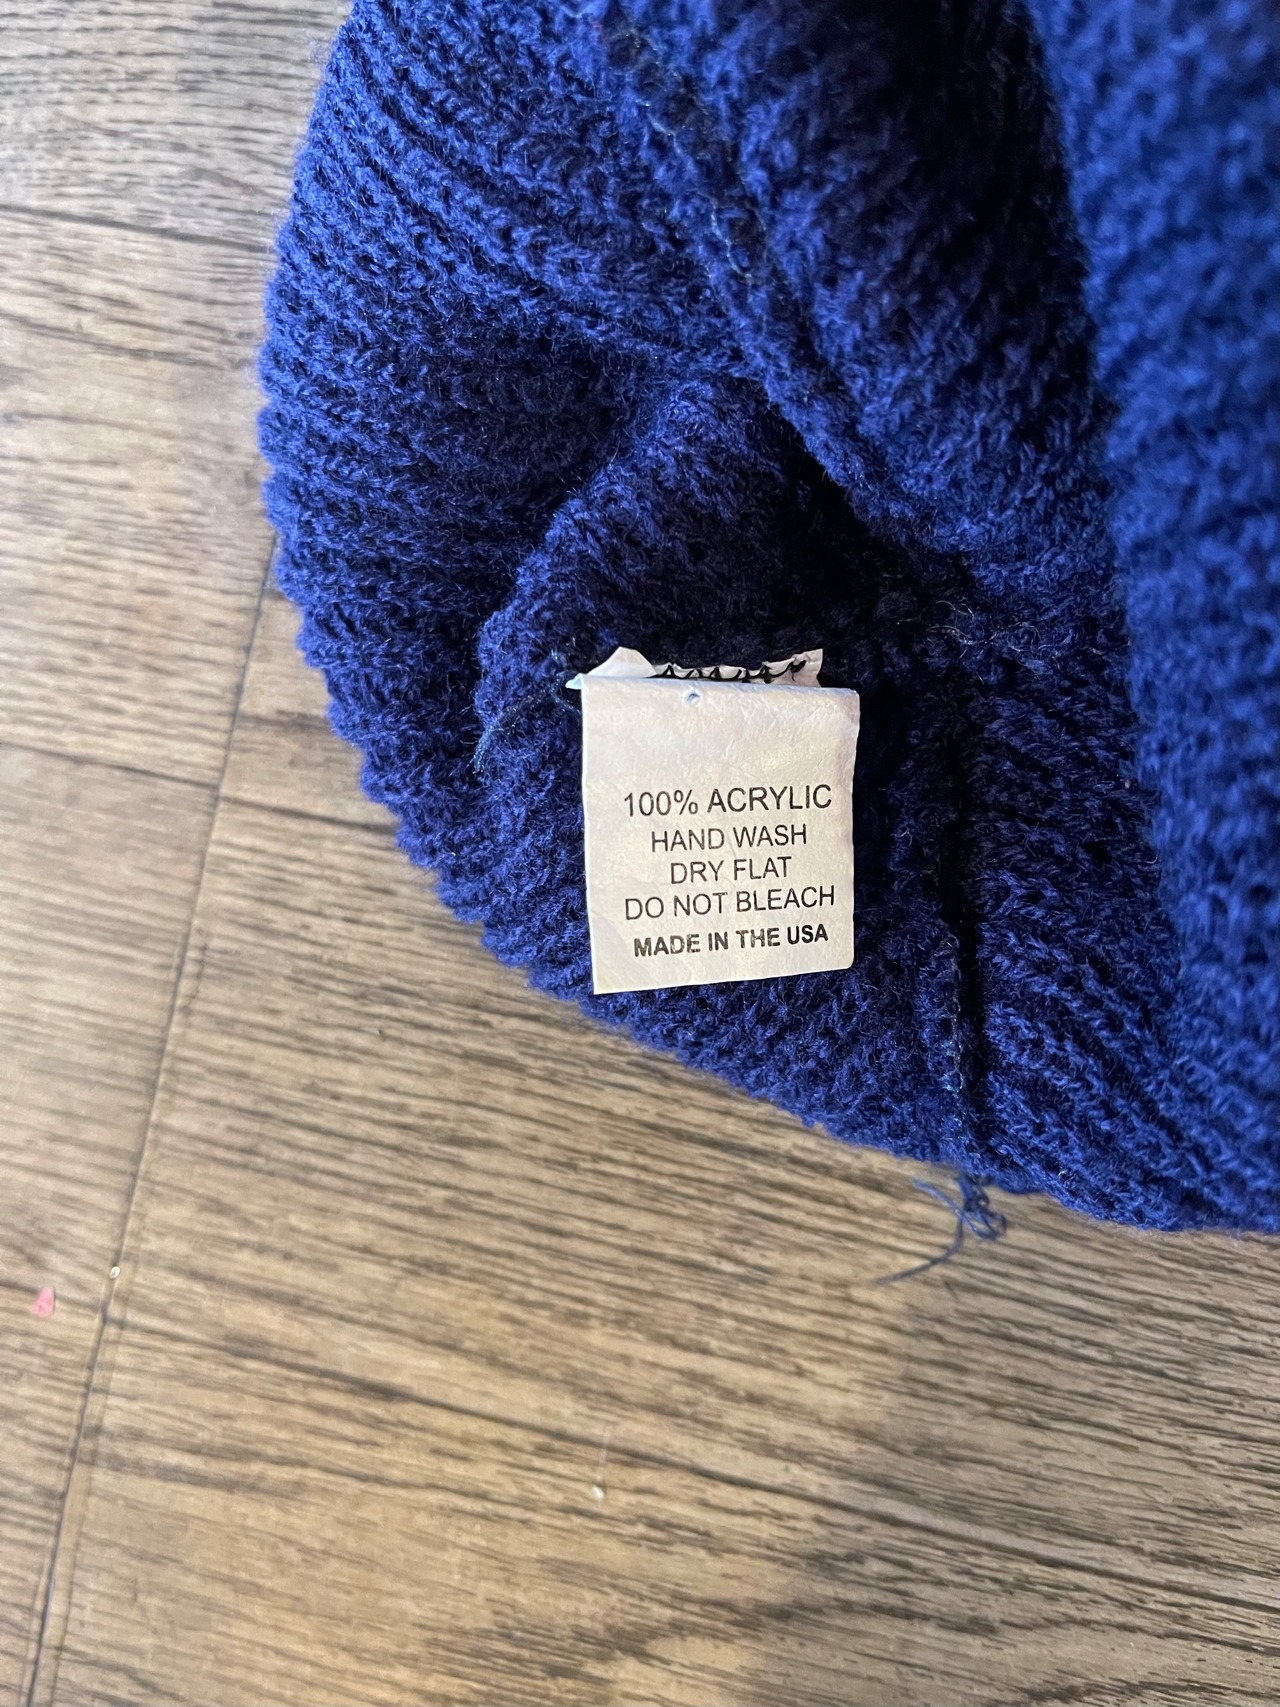 100% ACRYLIC
HAND WASH
DRY FLAT
DO NOT BLEACH
MADE IN THE USA